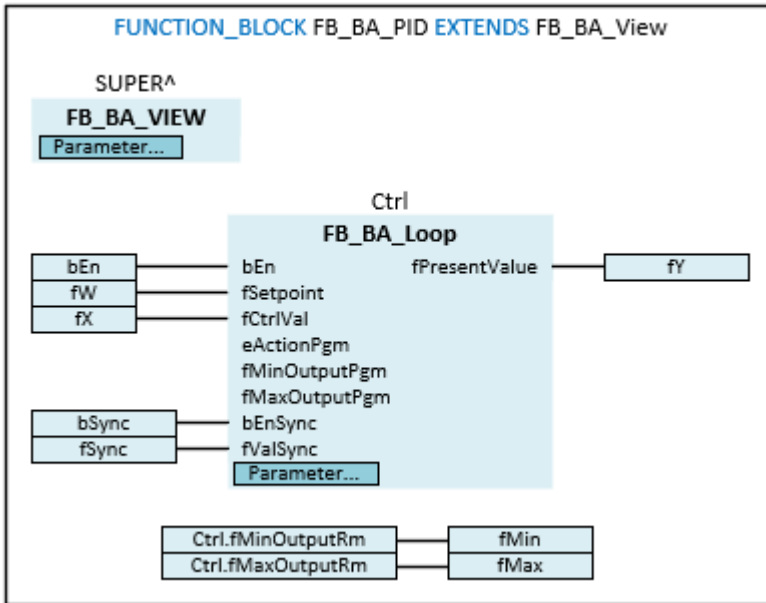 FUNCTION_BLOCK FB_BA_PID EXTENDS FB_BA_View
SUPER^
FB_BA_VIEW
Parameter...
Ctrl
FB_BA_Loop
bEn bEn fPresentValue fY
fW fSetpoint
fX fCtrlVal
eActionPgm
fMinOutputPgm
fMaxOutputPgm
bSync bEnSync
fSync fValSync
Parameter...
Ctrl.fMinOutputRm fMin
Ctrl.fMaxOutputRm fMax